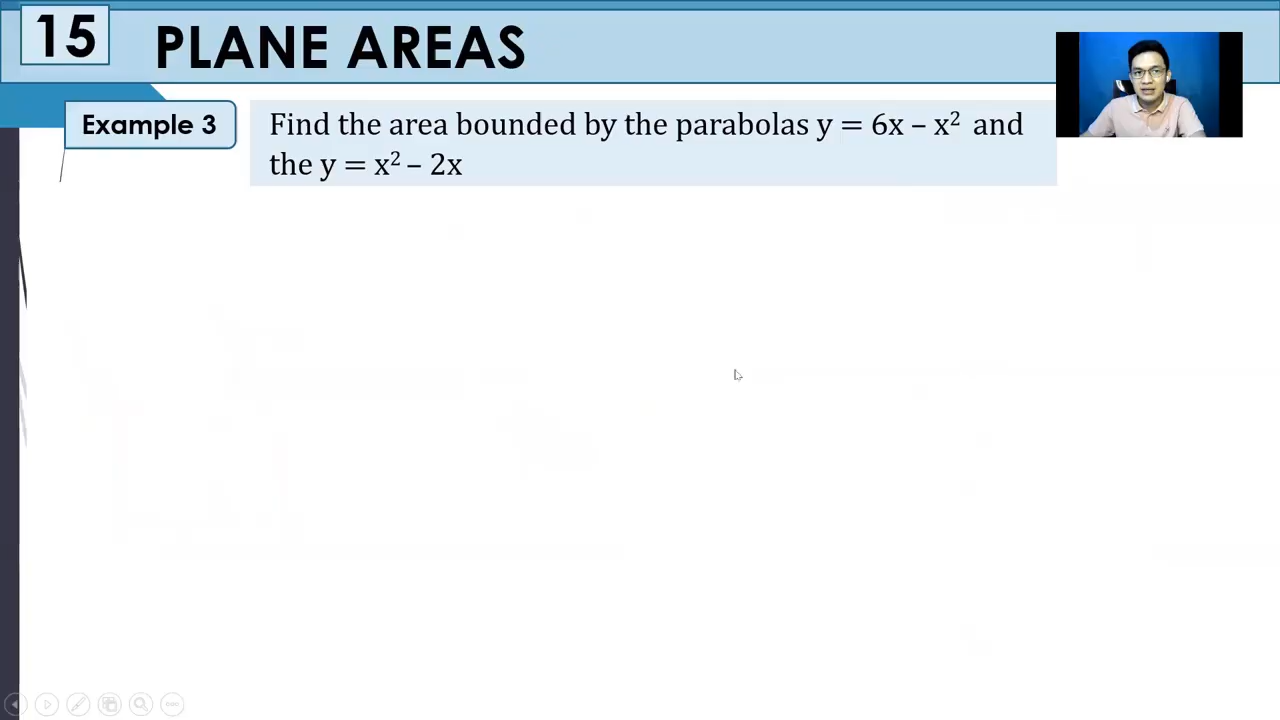 15
PLANE AREAS
Example 3
Find the area bounded by the parabolas y = 6x – x² and
the y = x² – 2x